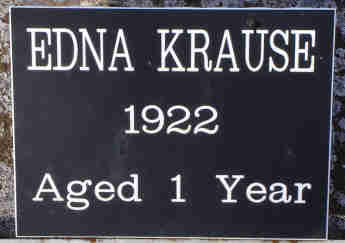 EDNA KRAUSE
1922
Aged 1 Year